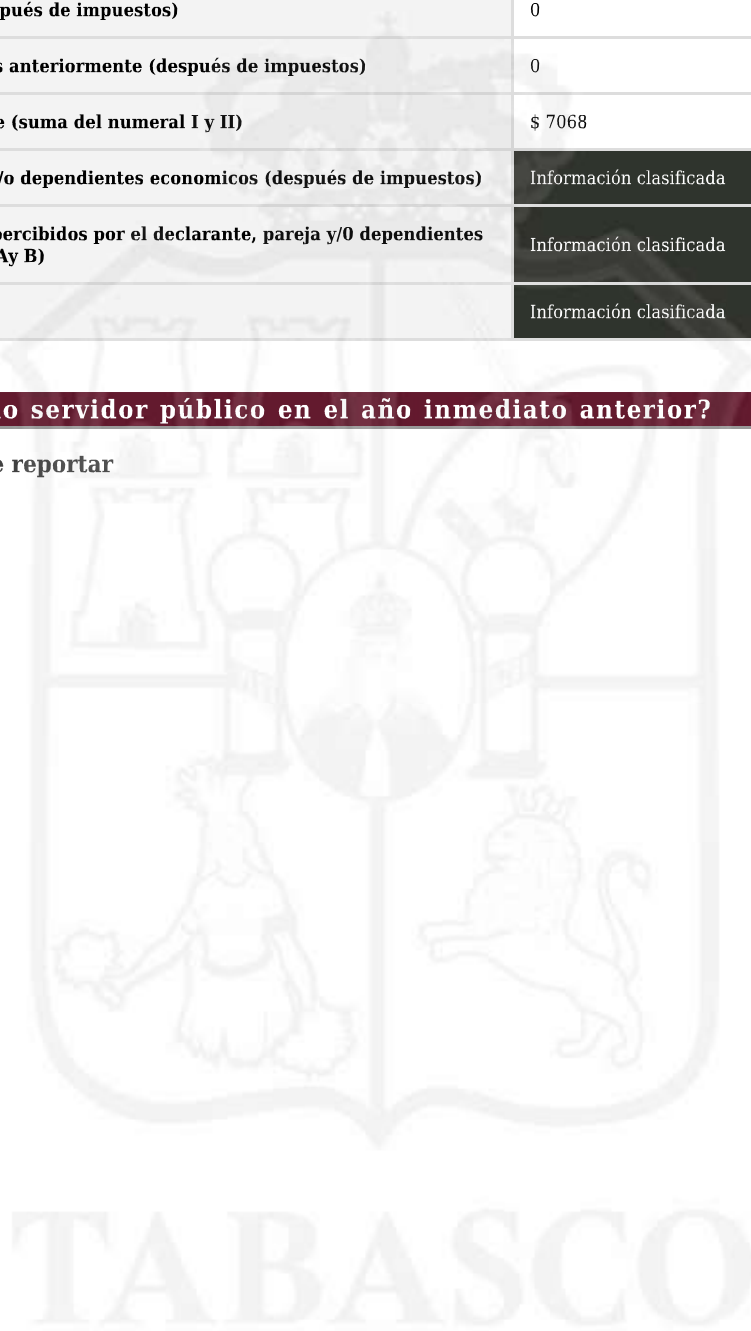 pués de impuestos)
0
s anteriormente (después de impuestos)
0
e (suma del numeral I y II)
$ 7068
/o dependientes economicos (después de impuestos)
Información clasificada
percibidos por el declarante, pareja y/0 dependientes
Ay B)
Información clasificada
Información clasificada
o servidor público en el año inmediato anterior?
e reportar
TABASCO